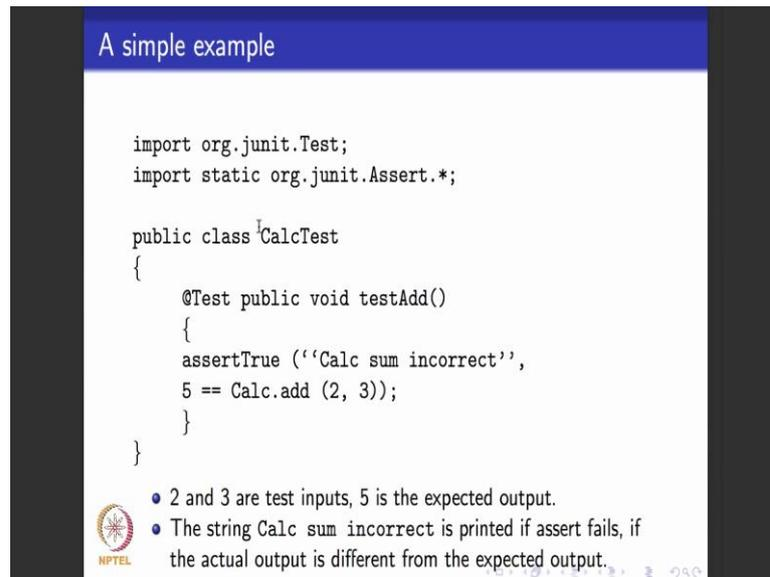 A simple example
import org.junit.Test;
import static org.junit.Assert.*;
public class CalcTest
{
@Test public void testAdd()
{
assertTrue (‘‘Calc sum incorrect’’,
5 == Calc.add (2, 3));
}
}
• 2 and 3 are test inputs, 5 is the expected output.
• The string Calc sum incorrect is printed if assert fails, if
the actual output is different from the expected output.
NPTEL